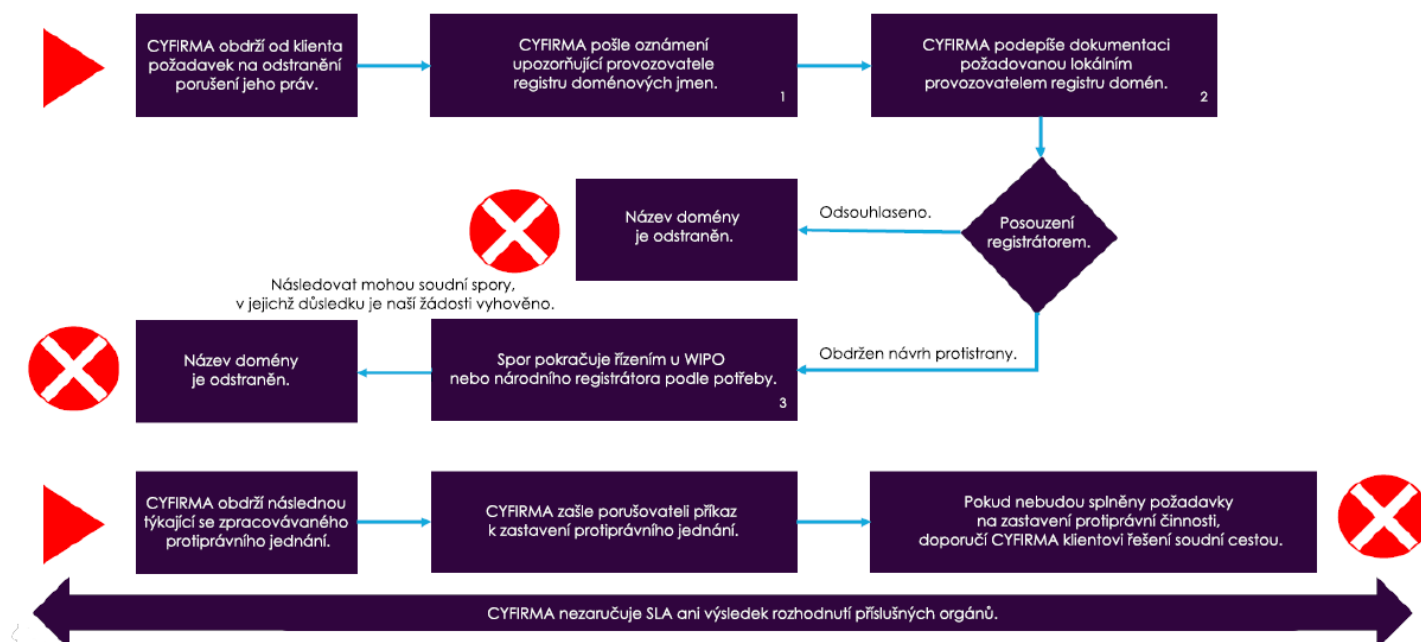 CYFIRMA obdrží od klienta
požadavek na odstranění
porušení jeho práv.
CYFIRMA pošle oznámení
upozorňující provozovatele
registru doménových jmen.
1
CYFIRMA podepíše dokumentaci
požadovanou lokálním
provozovatelem registru domén.
2
Posouzení
registrátorem.
Odsouhlaseno.
Název domény
je odstraněn.
Následovat mohou soudní spory,
v jejichž důsledku je naší žádosti vyhověno.
Obdržen návrh protistrany.
Spor pokračuje řízením u WIPO
nebo národního registrátora podle potřeby.
3
Název domény
je odstraněn.
CYFIRMA obdrží následnou
týkající se zpracovávaného
protiprávního jednání.
CYFIRMA zašle porušovateli příkaz
k zastavení protiprávního jednání.
Pokud nebudou splněny požadavky
na zastavení protiprávní činnosti,
doporučí CYFIRMA klientovi řešení soudní cestou.
CYFIRMA nezaručuje SLA ani výsledek rozhodnutí příslušných orgánů.